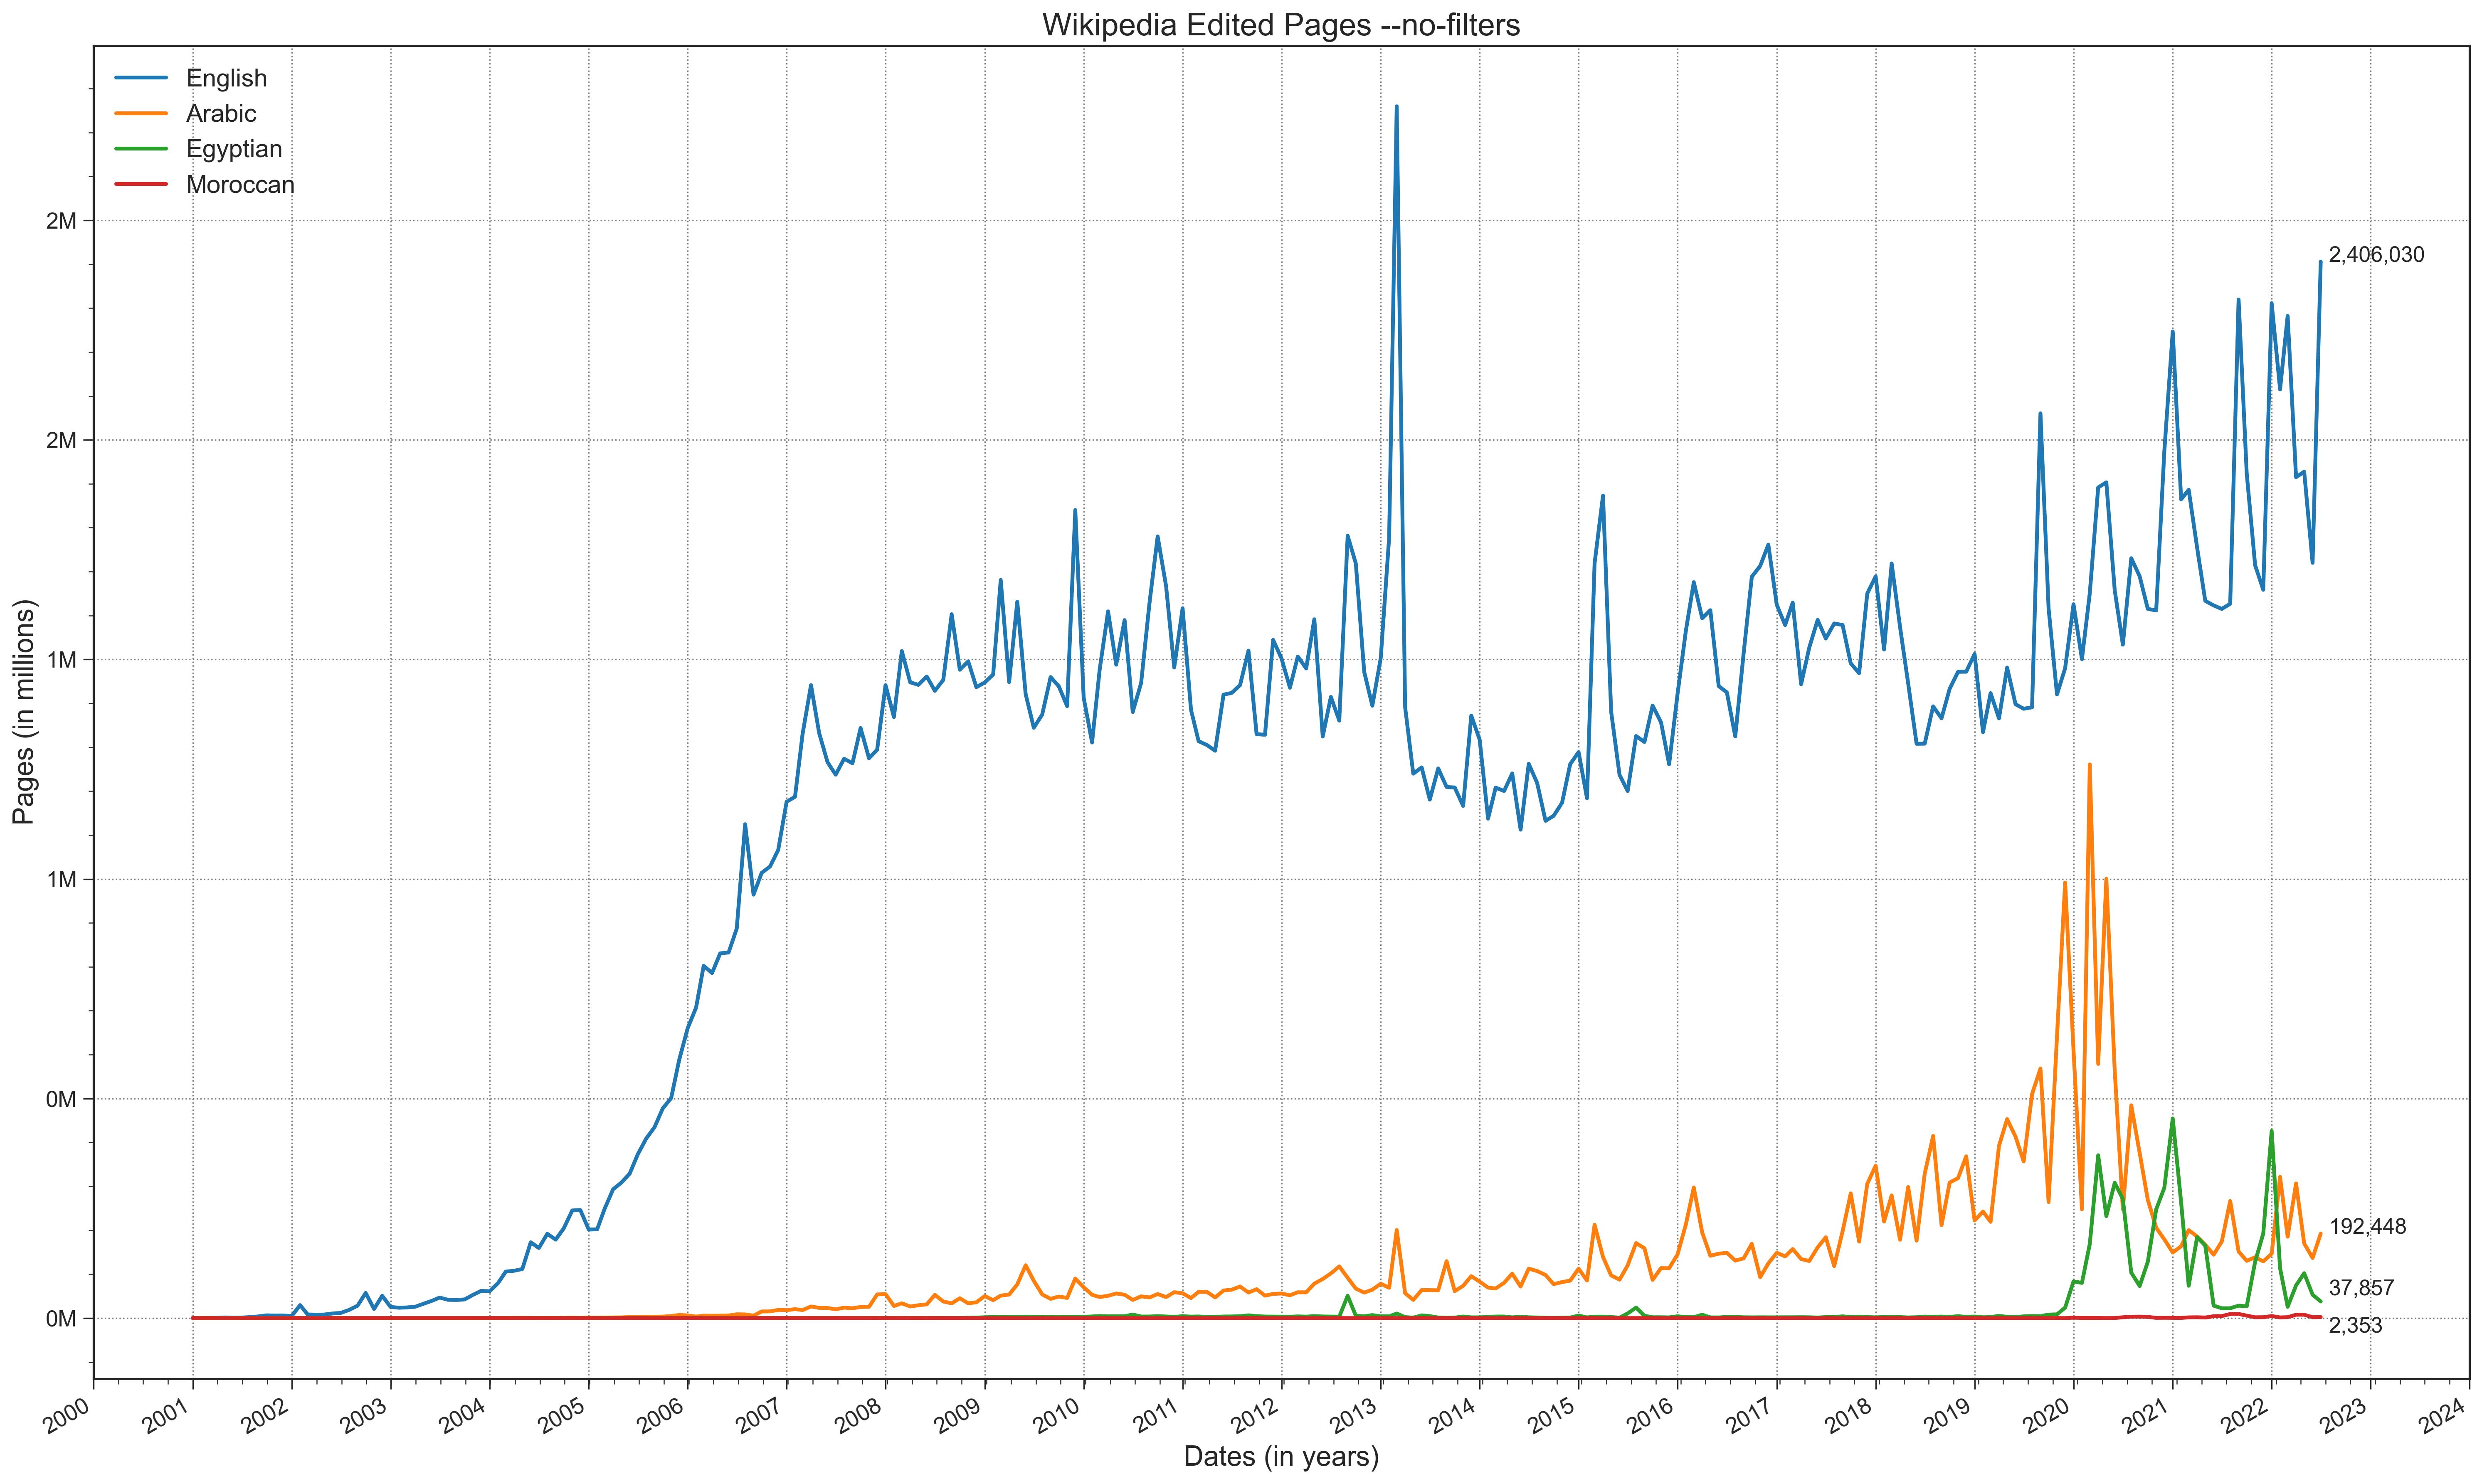 Wikipedia Edited Pages --no-filters
English
Arabic
Egyptian
Moroccan
2M
2M
1M
1M
0M
0M
Pages (in millions)
2,406,030
192,448
37,857
2,353
2000
2001
2002
2003
2004
2005
2006
2007
2008
2009
2010
2011
2012
2013
2014
2015
2016
2017
2018
2019
2020
2021
2022
2023
2024
Dates (in years)